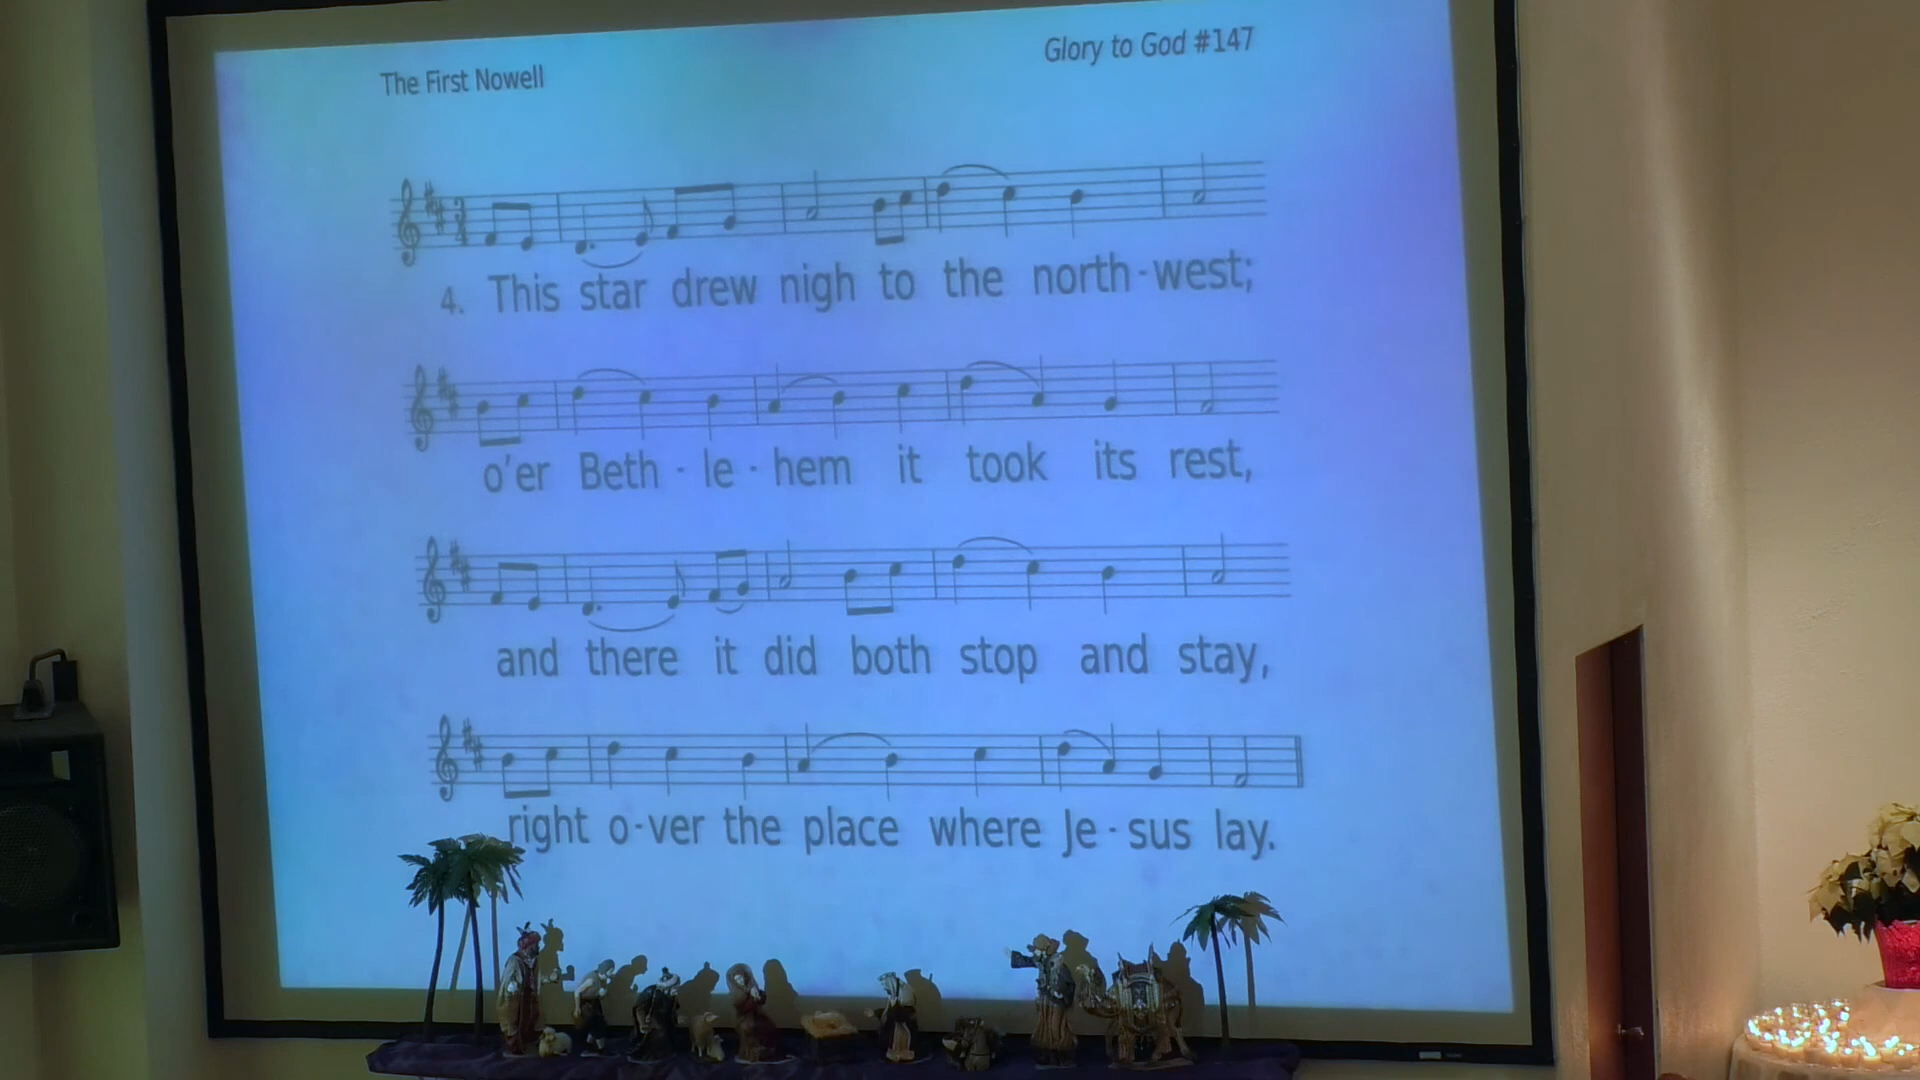 The First Nowell
Glory to God #147
4. This star drew nigh to the north-west;
o'er Beth - le - hem it took its rest,
and there it did both stop and stay,
right o-ver the place where Je - sus lay.